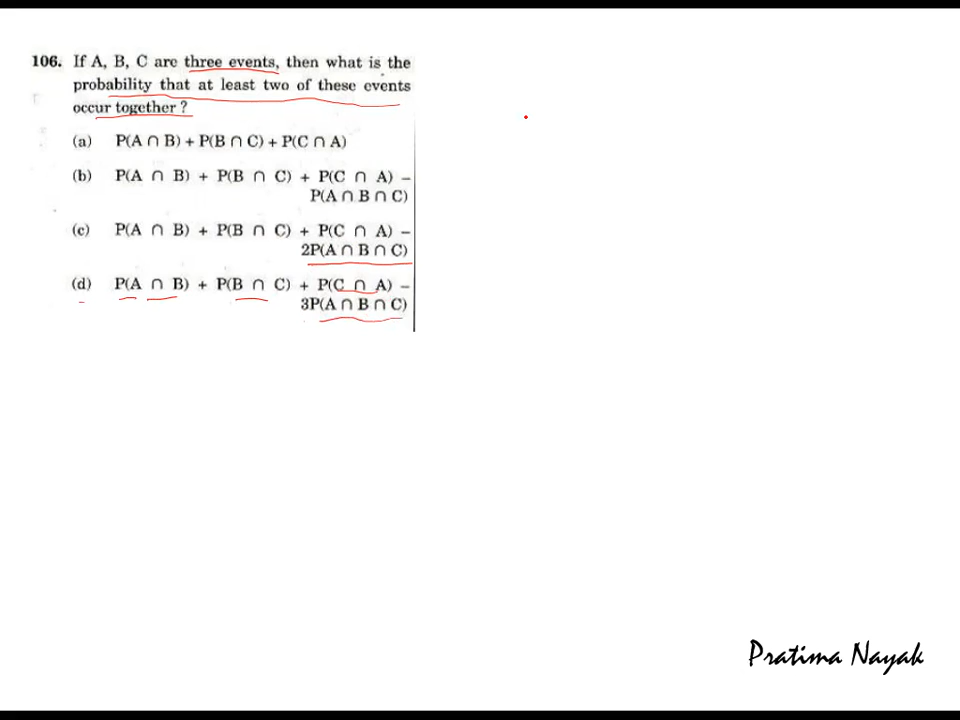 106. If A, B, C are three events, then what is the
probability that at least two of these events
occur together ?
(a) P(A ∩ B) + P(B ∩ C) + P(C ∩ A)
(b) P(A ∩ B) + P(B ∩ C) + P(C ∩ A) –
P(A ∩ B ∩ C)
(c) P(A ∩ B) + P(B ∩ C) + P(C ∩ A) –
2P(A ∩ B ∩ C)
(d) P(A ∩ B) + P(B ∩ C) + P(C ∩ A) –
3P(A ∩ B ∩ C)
Pratima Nayak